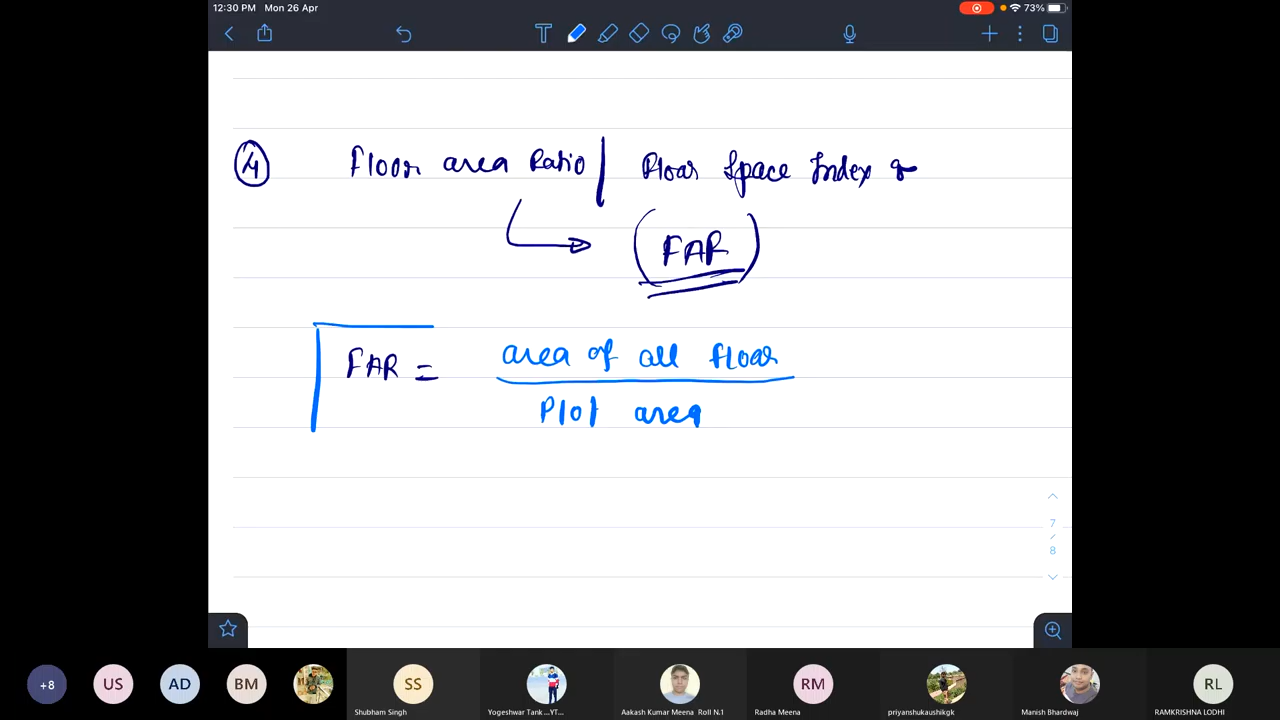 12:30 PM Mon 26 Apr
73%
4 Floor area Ratio | Floor Space Index
(FAR)
FAR = area of all floor
Plot area
7
/
8
+8 US AD BM SS RM RL
Shubham Singh Yogeshwar Tank ...YT... Aakash Kumar Meena Roll N.1 Radha Meena priyanshukaushikgk Manish Bhardwaj RAMKRISHNA LODHI